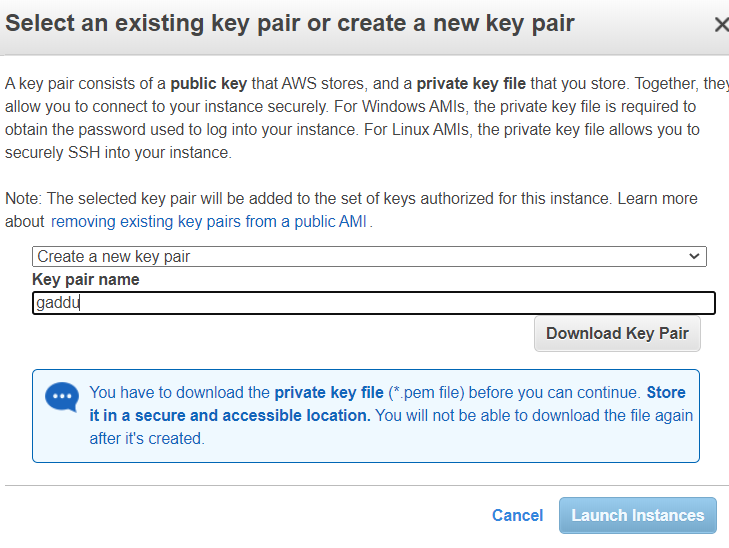 Select an existing key pair or create a new key pair
A key pair consists of a public key that AWS stores, and a private key file that you store. Together, they
allow you to connect to your instance securely. For Windows AMIs, the private key file is required to
obtain the password used to log into your instance. For Linux AMIs, the private key file allows you to
securely SSH into your instance.
Note: The selected key pair will be added to the set of keys authorized for this instance. Learn more
about removing existing key pairs from a public AMI .
Create a new key pair
Key pair name
gaddu
Download Key Pair
You have to download the private key file (*.pem file) before you can continue. Store
it in a secure and accessible location. You will not be able to download the file again
after it's created.
Cancel
Launch Instances